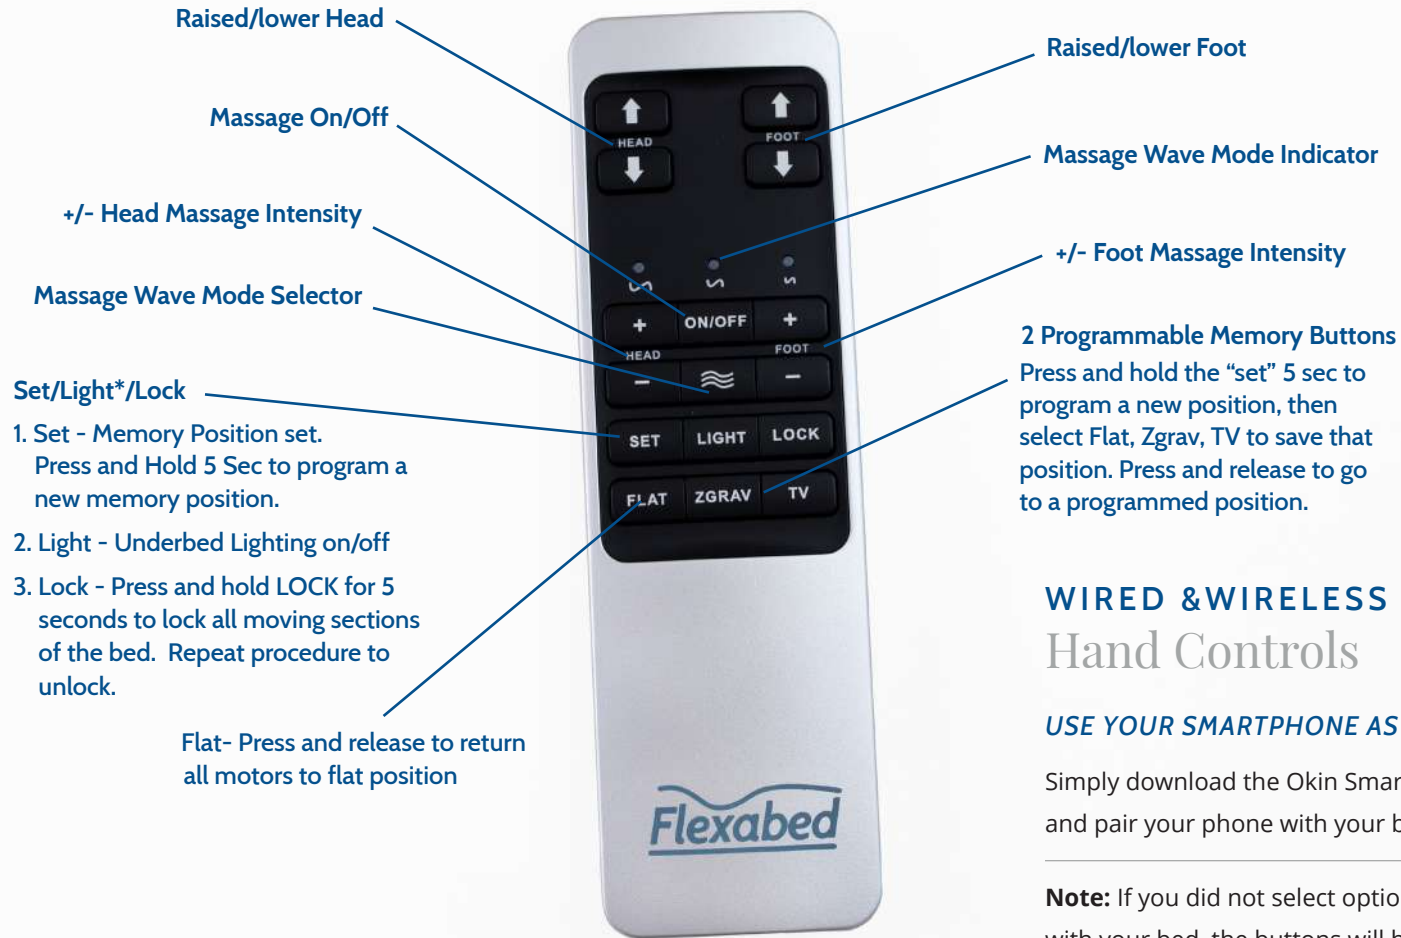 Raised/lower Head
Massage On/Off
+/- Head Massage Intensity
Massage Wave Mode Selector
Set/Light*/Lock
1. Set - Memory Position set.
Press and Hold 5 Sec to program a
new memory position.
2. Light - Underbed Lighting on/off
3. Lock - Press and hold LOCK for 5
seconds to lock all moving sections
of the bed. Repeat procedure to
unlock.
Flat- Press and release to return
all motors to flat position
HEAD
FOOT
+ ON/OFF +
HEAD
FOOT
- -
SET LIGHT LOCK
FLAT ZGRAV TV
Flexabed
Raised/lower Foot
Massage Wave Mode Indicator
+/- Foot Massage Intensity
2 Programmable Memory Buttons
Press and hold the “set” 5 sec to
program a new position, then
select Flat, Zgrav, TV to save that
position. Press and release to go
to a programmed position.
WIRED &WIRELESS
Hand Controls
USE YOUR SMARTPHONE AS
Simply download the Okin Smar
and pair your phone with your b
Note: If you did not select optio
with your bed, the buttons will b